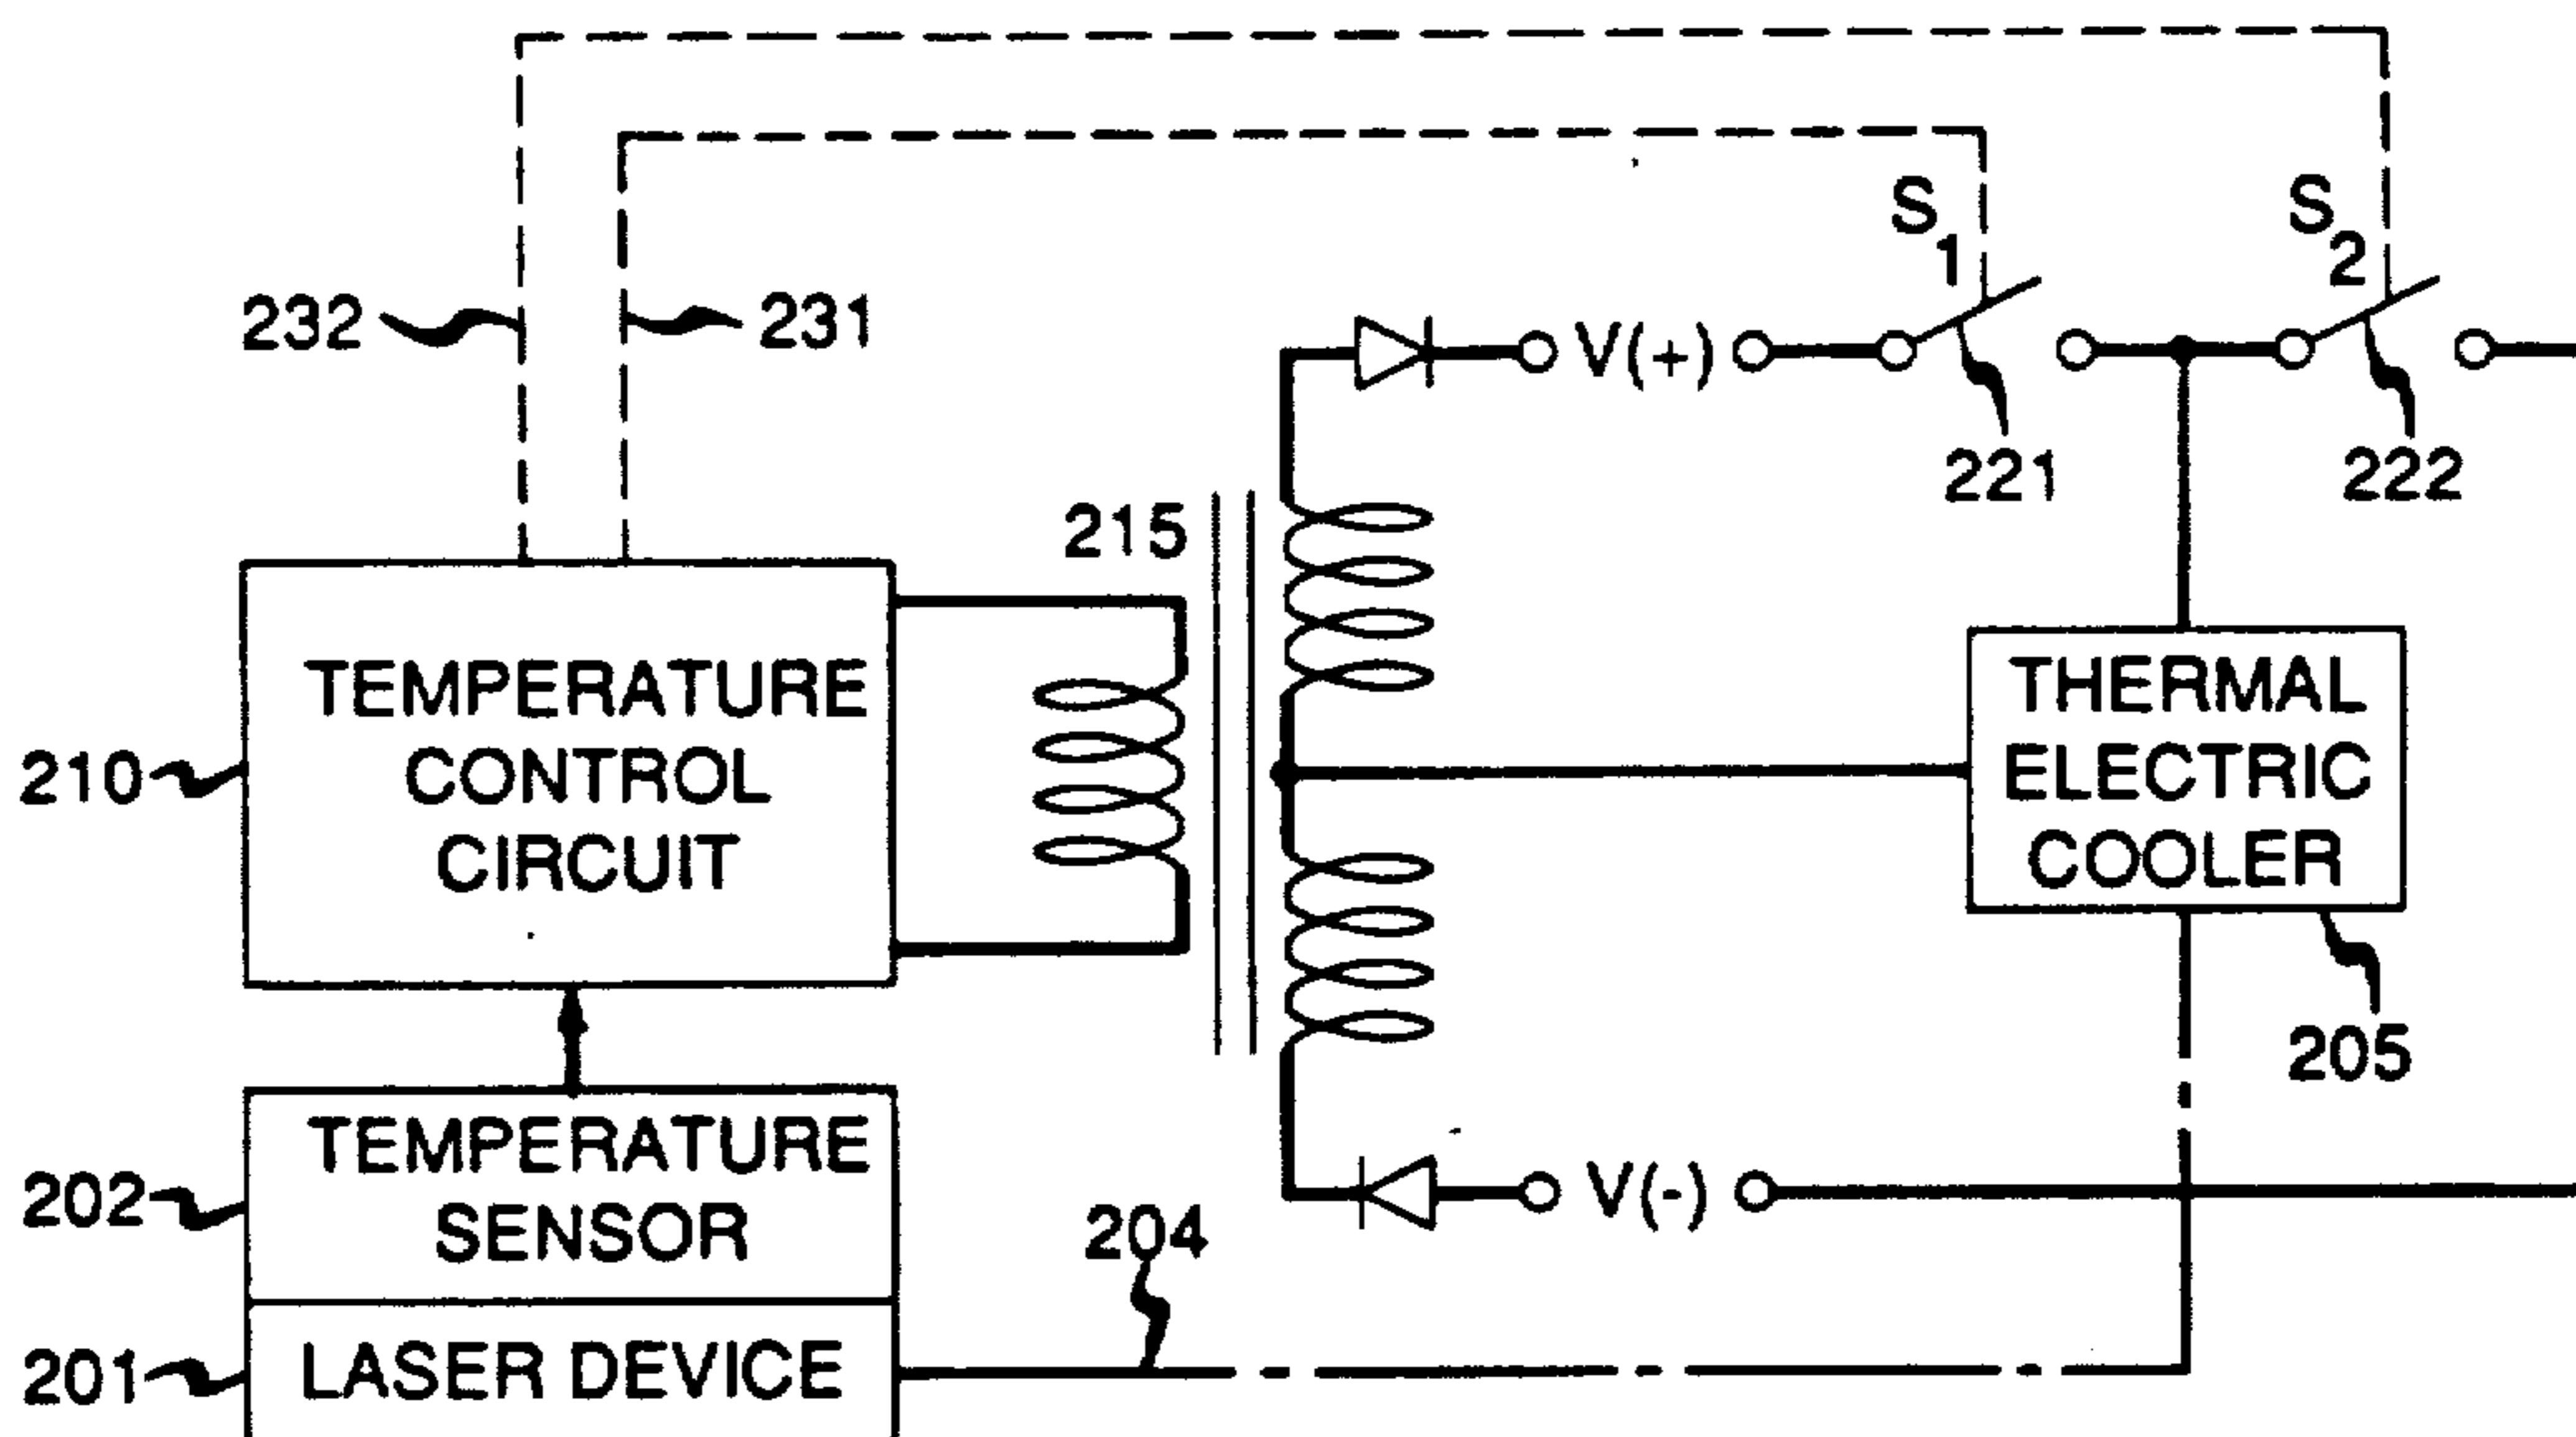 S1
S2
232
231
V(+)
221
222
215
TEMPERATURE
CONTROL
CIRCUIT
210
THERMAL
ELECTRIC
COOLER
205
TEMPERATURE
SENSOR
202
V(-)
204
LASER DEVICE
201